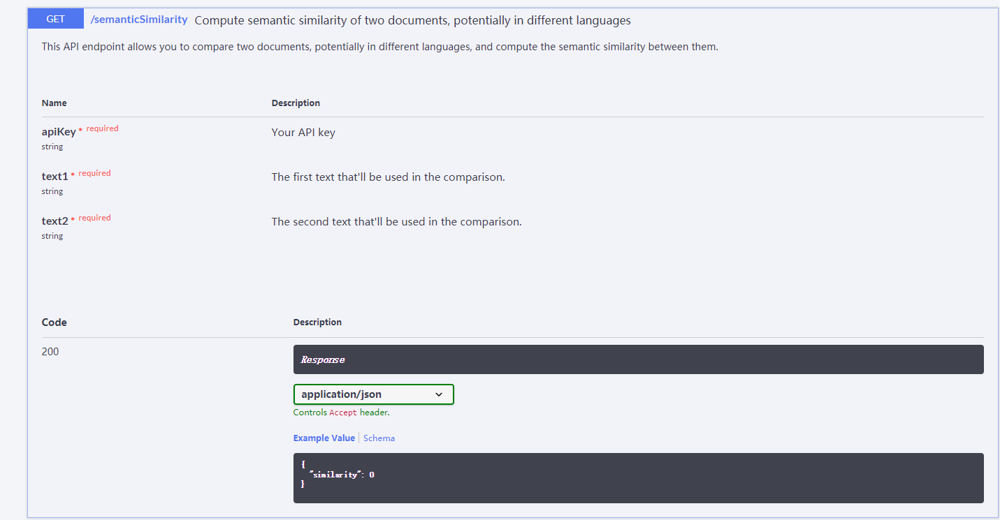 GET /semanticSimilarity Compute semantic similarity of two documents, potentially in different languages
This API endpoint allows you to compare two documents, potentially in different languages, and compute the semantic similarity between them.
Name Description
apiKey * required Your API key
string
text1 * required The first text that'll be used in the comparison.
string
text2 * required The second text that'll be used in the comparison.
string
Code Description
200 Response
application/json
Controls Accept header.
Example Value Schema
{
"similarity": 0
}